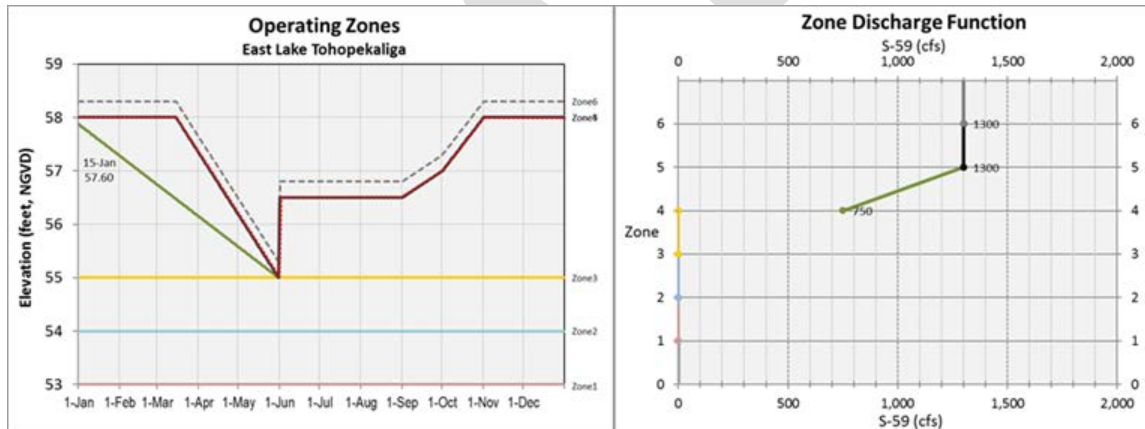 Operating Zones
East Lake Tohopekaliga
Elevation (feet, NGVD)
59
58
57
56
55
54
53
15-Jan
57.60
Zone6
Zone3
Zone2
Zone1
1-Jan 1-Feb 1-Mar 1-Apr 1-May 1-Jun 1-Jul 1-Aug 1-Sep 1-Oct 1-Nov 1-Dec
Zone Discharge Function
S-59 (cfs)
0 500 1,000 1,500 2,000
6 1300 6
5 1300 5
4 750 4
Zone
3 3
2 2
1 1
0 0
0 500 1,000 1,500 2,000
S-59 (cfs)